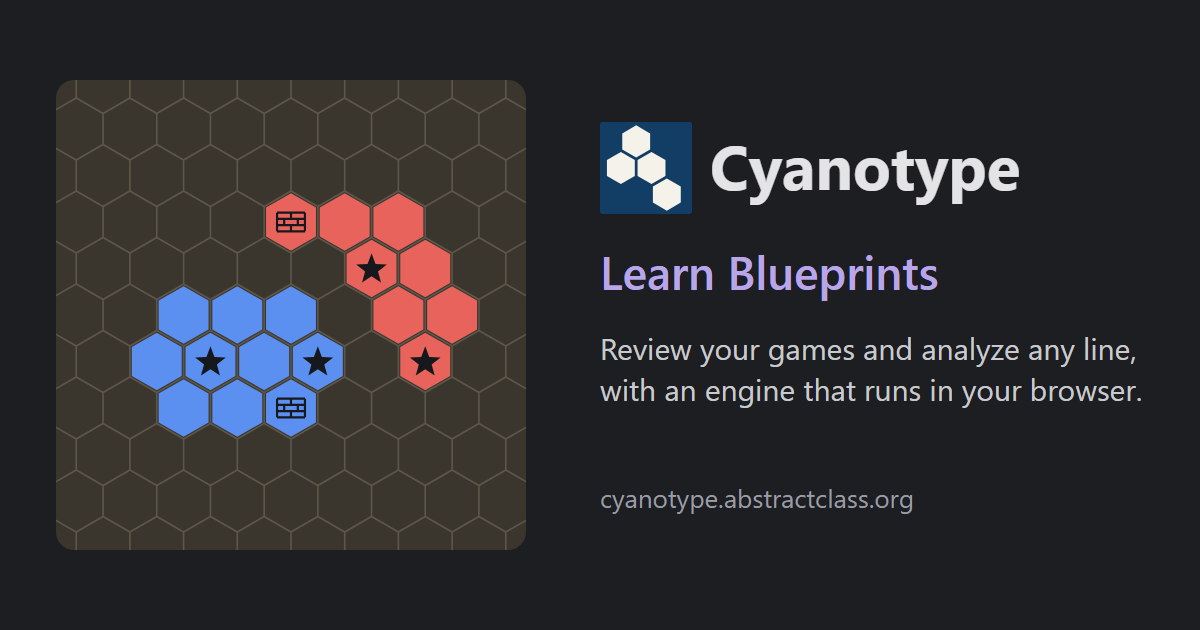 Cyanotype
Learn Blueprints
Review your games and analyze any line,
with an engine that runs in your browser.
cyanotype.abstractclass.org